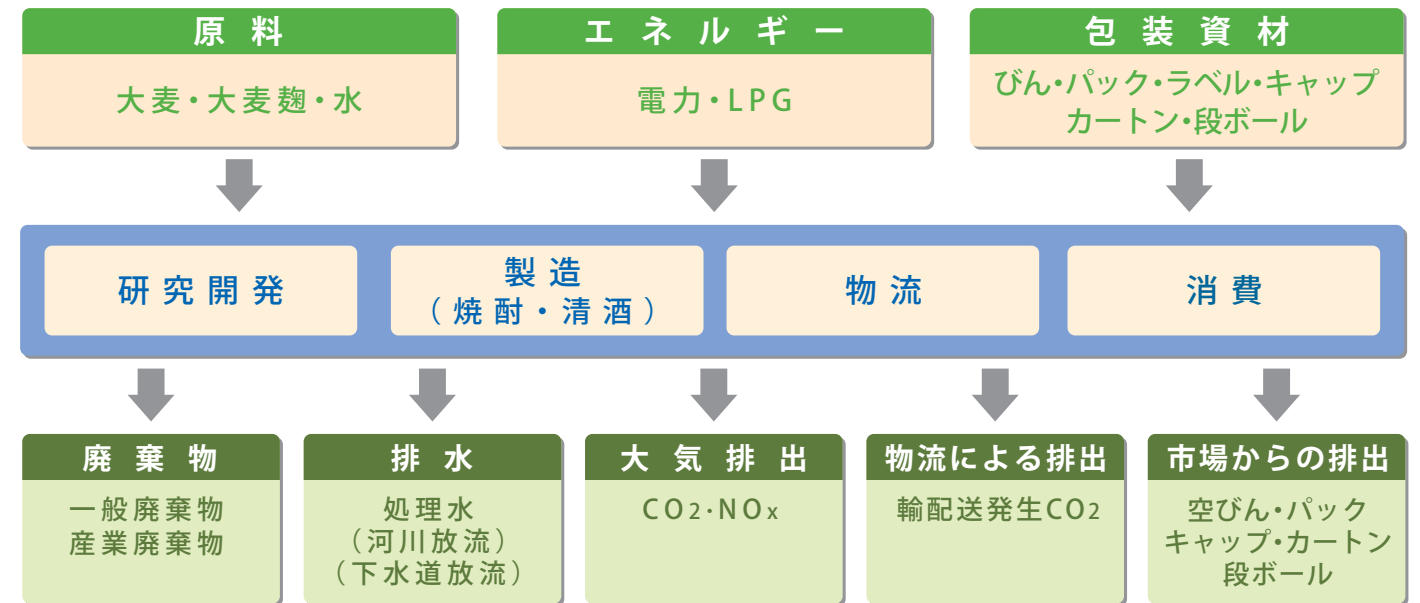 原料
大麦・大麦麹・水
エネルギー
電力・LPG
包装資材
びん・パック・ラベル・キャップ
カートン・段ボール
研究開発
製造
（焼酎・清酒）
物流
消費
廃棄物
一般廃棄物
産業廃棄物
排水
処理水
（河川放流）
（下水道放流）
大気排出
CO2・NOx
物流による排出
輸配送発生CO2
市場からの排出
空びん・パック
キャップ・カートン
段ボール